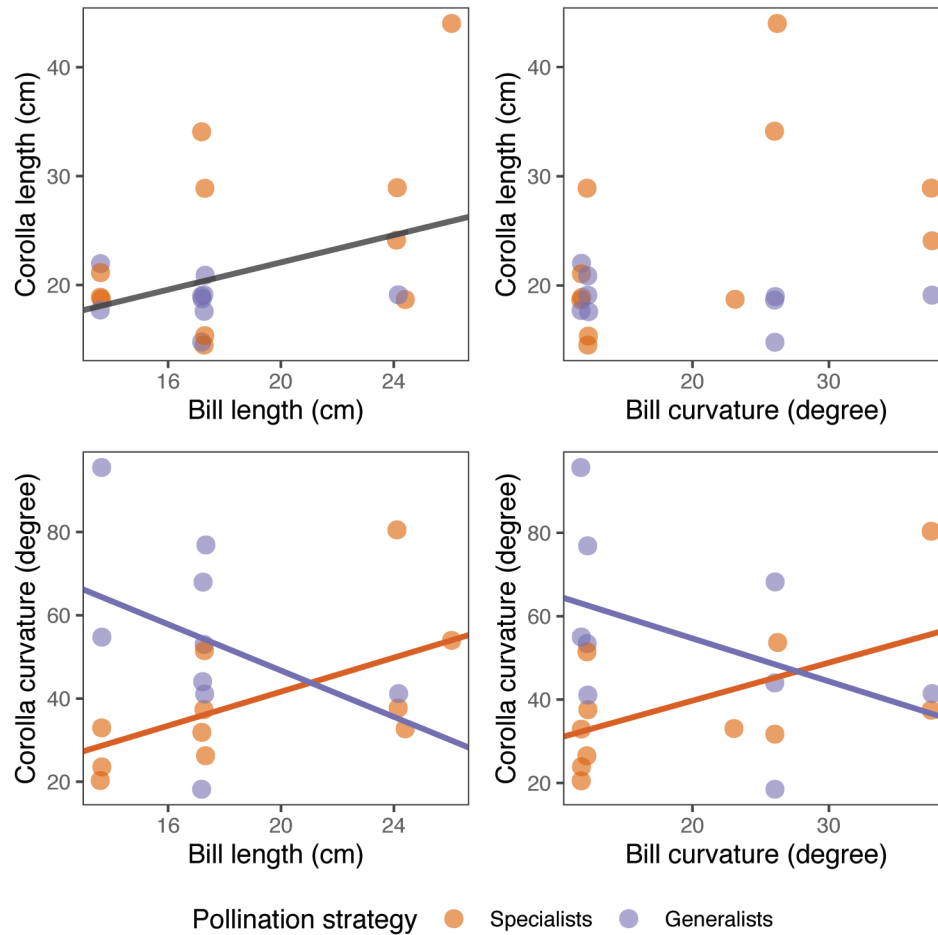 Corolla length (cm)
40
30
20
16
20
24
Bill length (cm)
Corolla length (cm)
40
30
20
20
30
Bill curvature (degree)
Corolla curvature (degree)
80
60
40
20
16
20
24
Bill length (cm)
Corolla curvature (degree)
80
60
40
20
20
30
Bill curvature (degree)
Pollination strategy Specialists Generalists